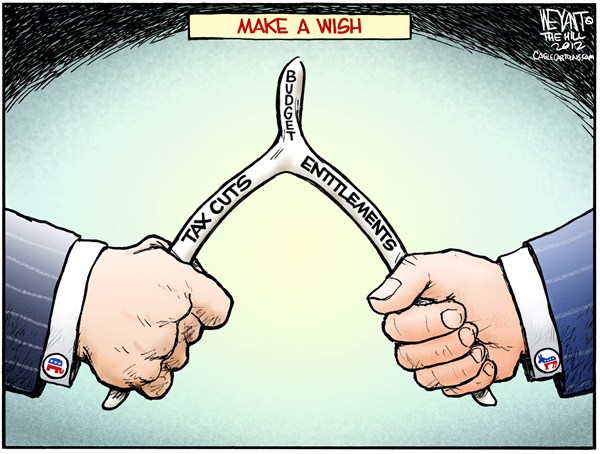 MAKE A WISH
WEYANT©
THE HILL
2012
CAGLECARTOONS.COM
BUDGET
TAX CUTS
ENTITLEMENTS